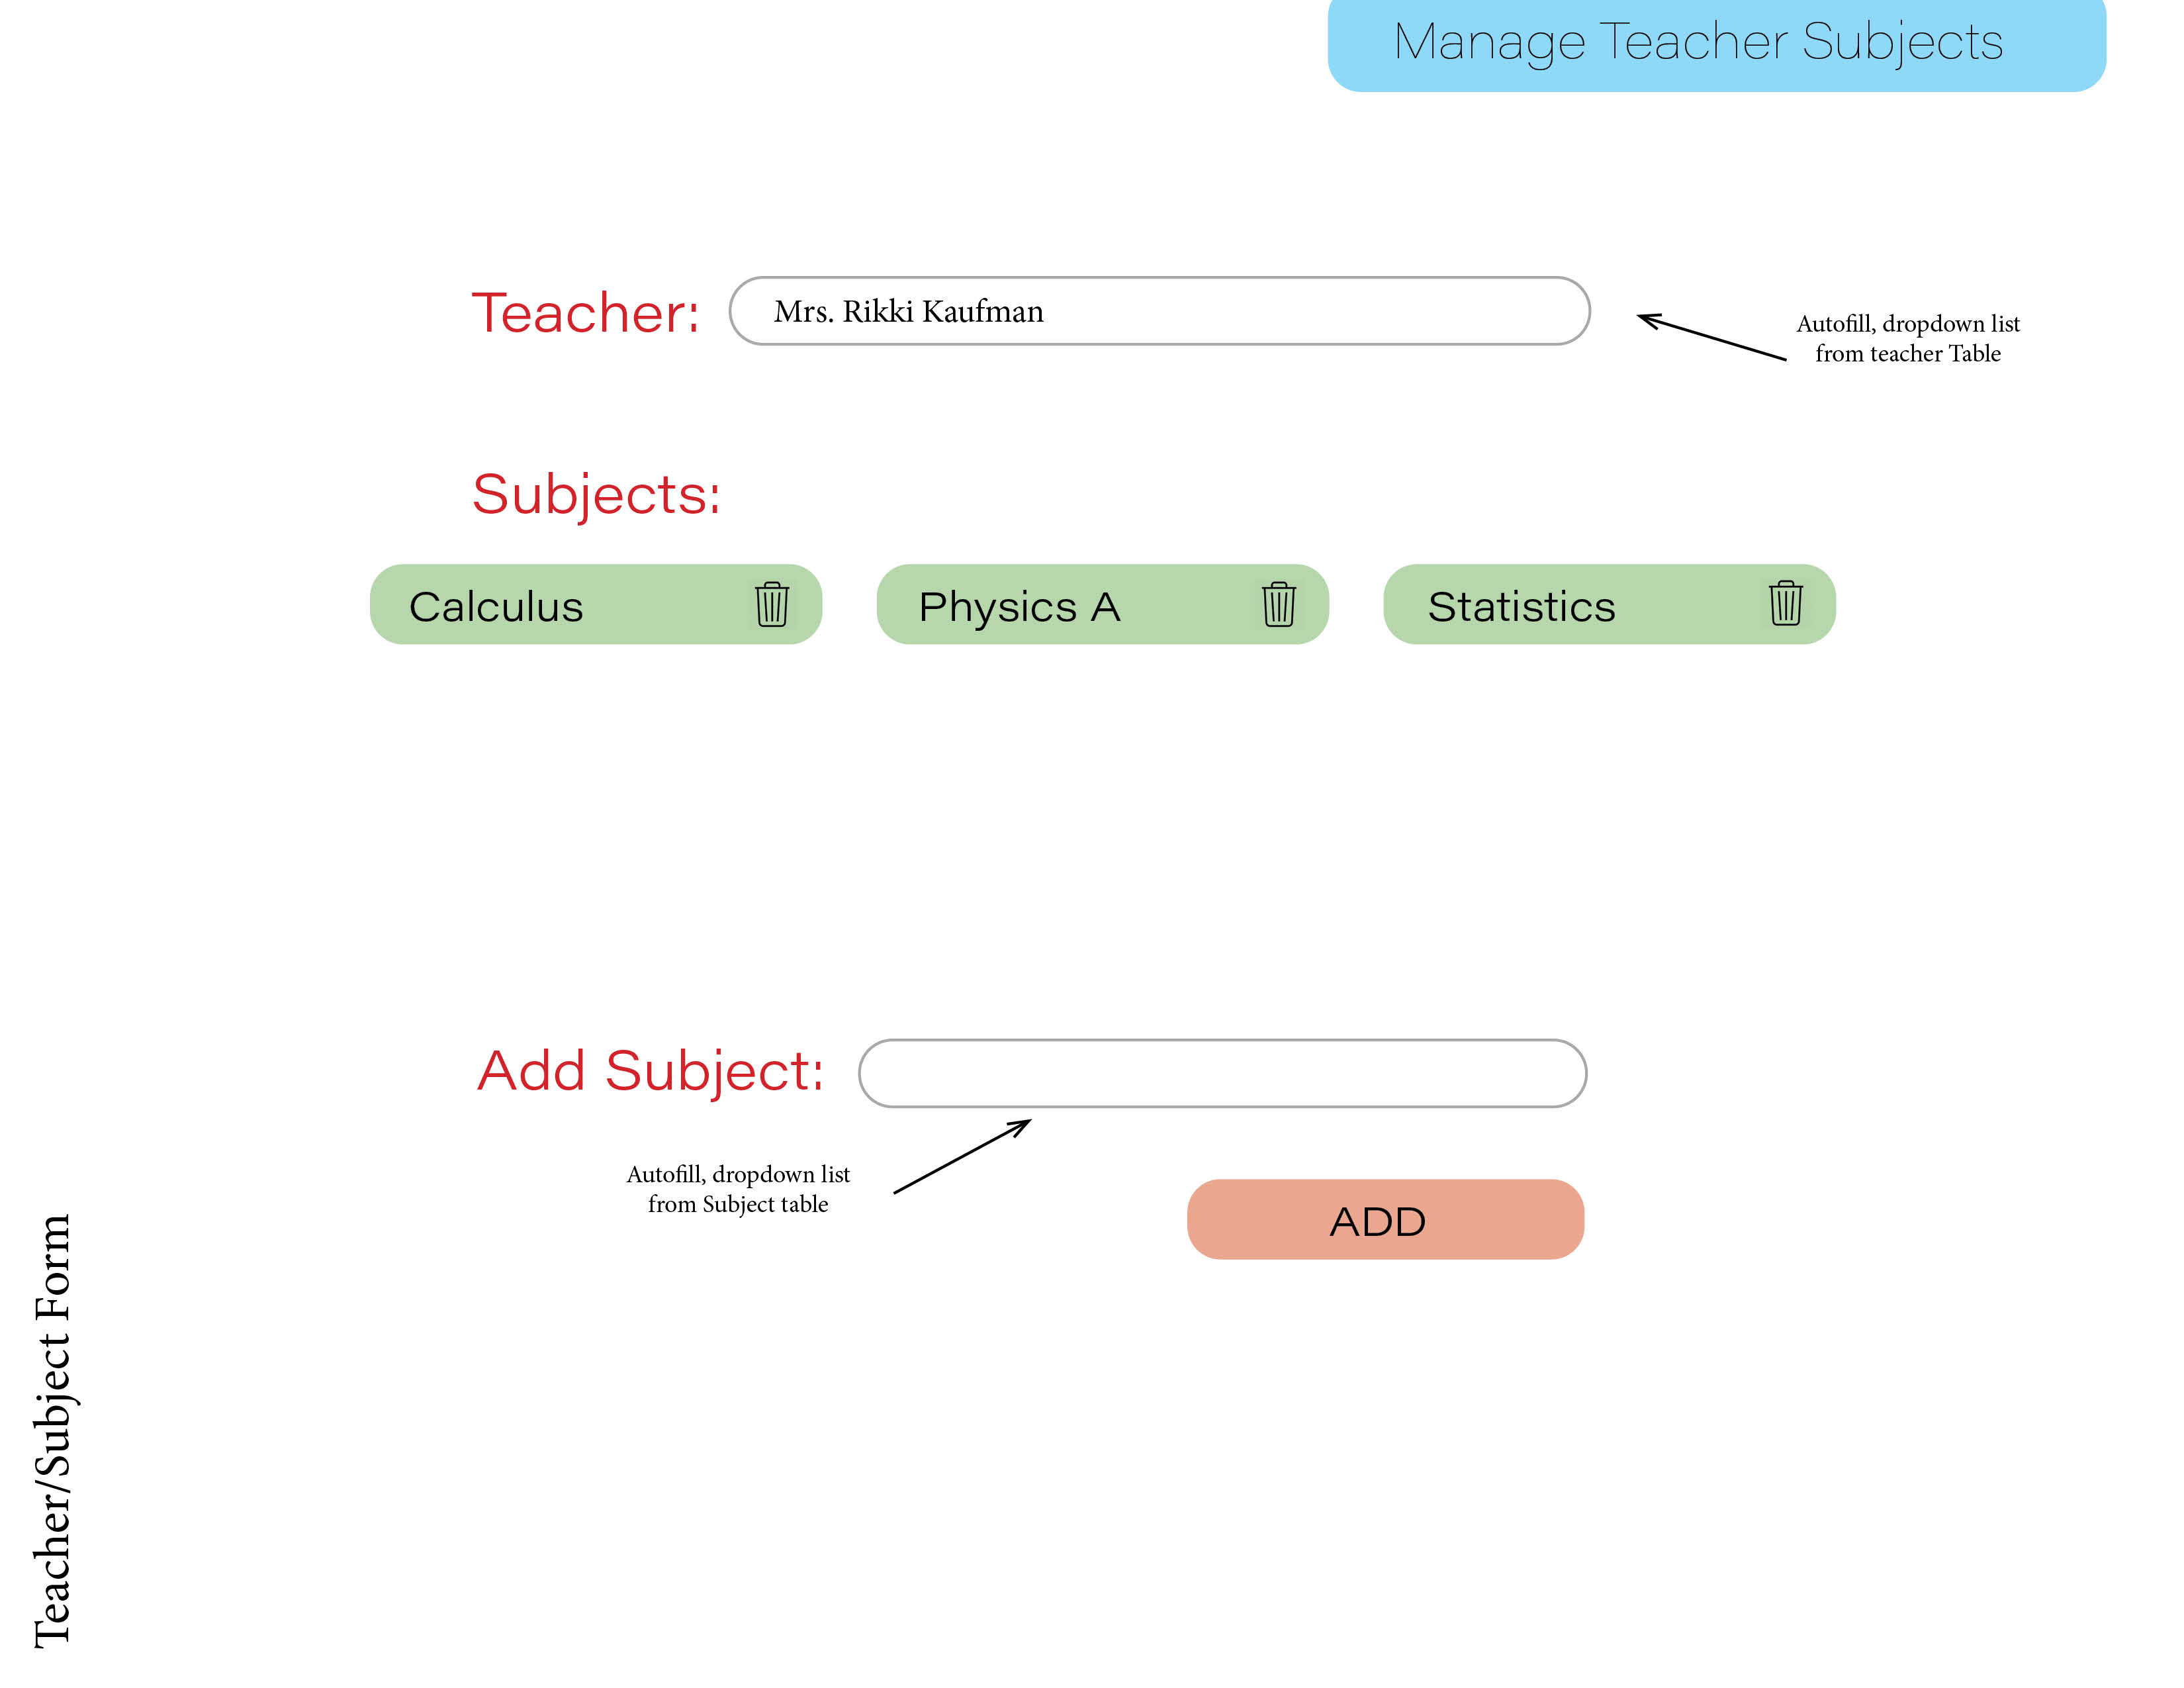 Manage Teacher Subjects
Teacher:
Mrs. Rikki Kaufman
Autofill, dropdown list
from teacher Table
Subjects:
Calculus
Physics A
Statistics
Add Subject:
Autofill, dropdown list
from Subject table
ADD
Teacher/Subject Form